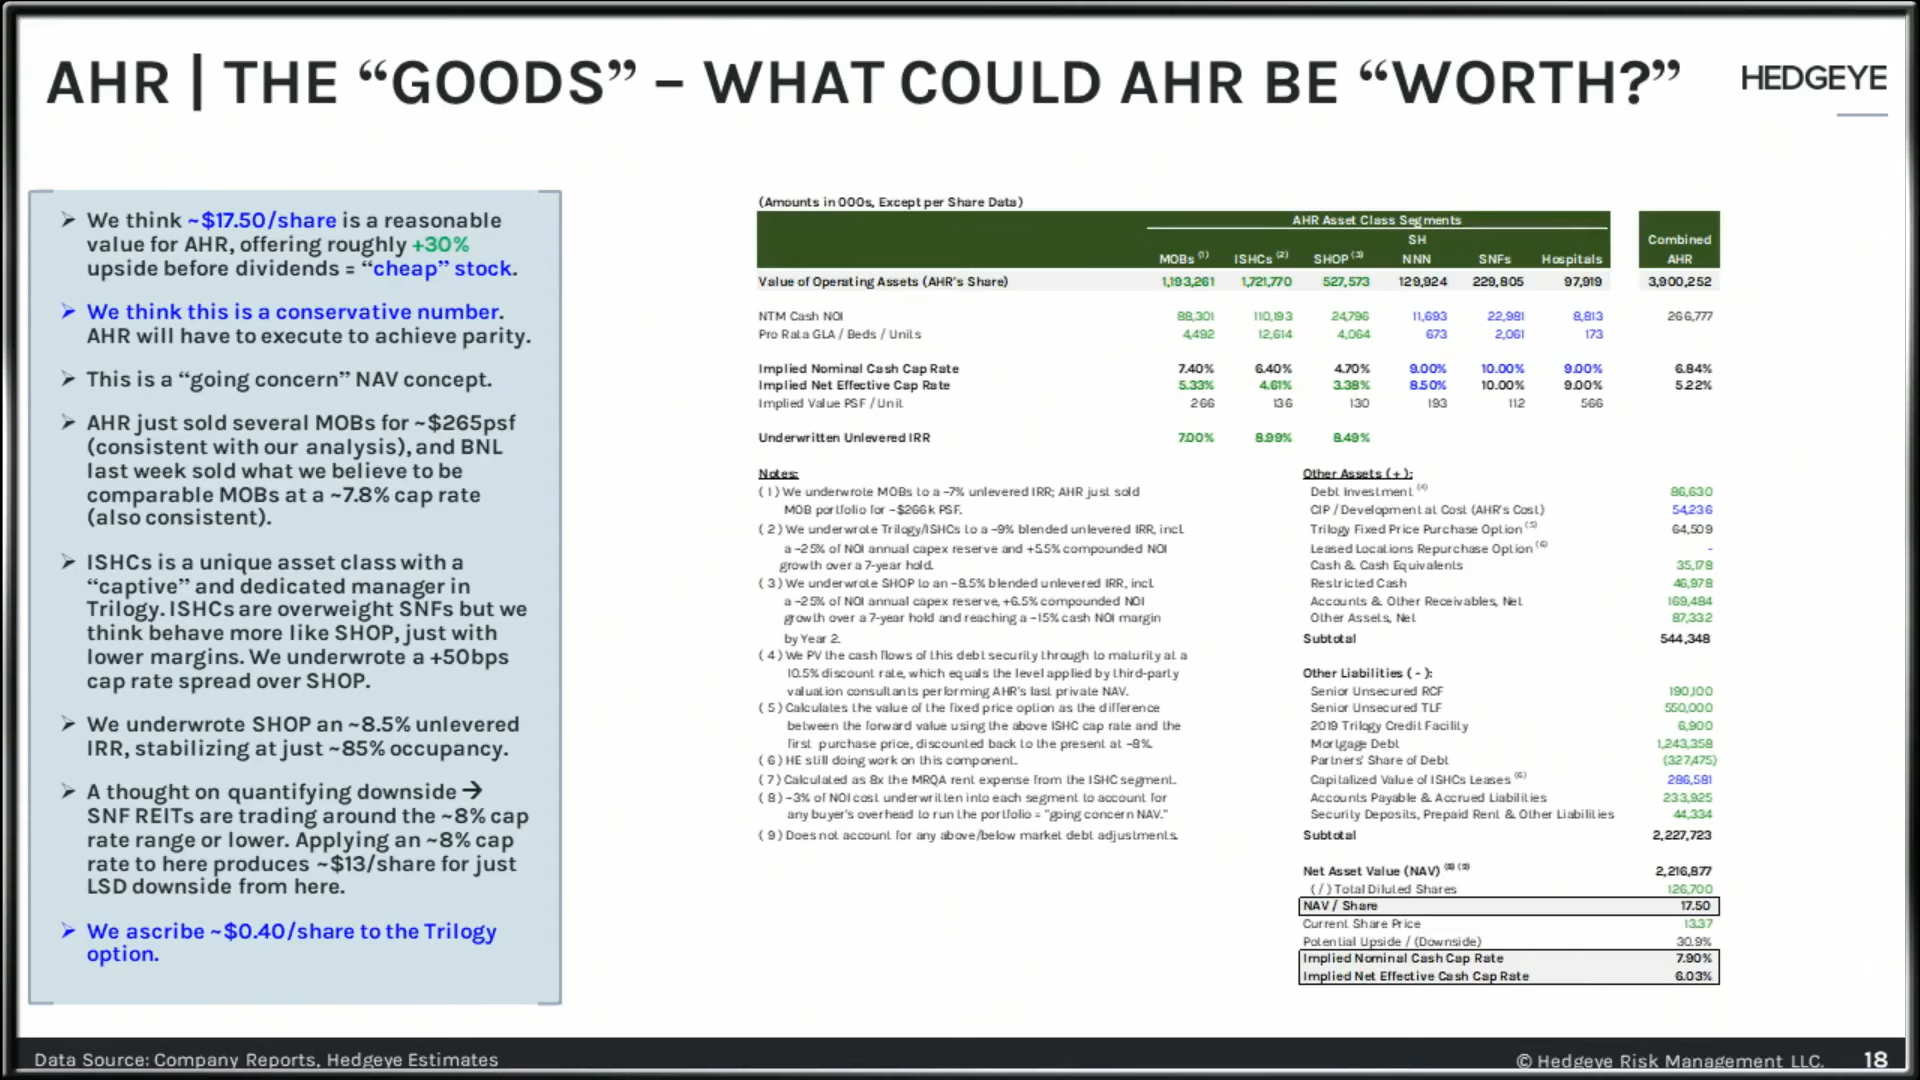 AHR | THE “GOODS” – WHAT COULD AHR BE “WORTH?”
HEDGEYE
We think ~$17.50/share is a reasonable
value for AHR, offering roughly +30%
upside before dividends = “cheap” stock.
We think this is a conservative number.
AHR will have to execute to achieve parity.
This is a “going concern” NAV concept.
AHR just sold several MOBs for ~$265psf
(consistent with our analysis), and BNL
last week sold what we believe to be
comparable MOBs at a ~7.8% cap rate
(also consistent).
ISHCs is a unique asset class with a
“captive” and dedicated manager in
Trilogy. ISHCs are overweight SNFs but we
think behave more like SHOP, just with
lower margins. We underwrote a +50bps
cap rate spread over SHOP.
We underwrote SHOP an ~8.5% unlevered
IRR, stabilizing at just ~85% occupancy.
A thought on quantifying downside →
SNF REITs are trading around the ~8% cap
rate range or lower. Applying an ~8% cap
rate to here produces ~$13/share for just
LSD downside from here.
We ascribe ~$0.40/share to the Trilogy
option.
(Amounts in 000s, Except per Share Data)
AHR Asset Class Segments
SH Combined
MOBs (1) ISHCs (2) SHOP (3) NNN SNFs Hospitals AHR
Value of Operating Assets (AHR's Share) 1,193,261 1,721,770 527,573 129,924 229,805 97,919 3,900,252
NTM Cash NOI 88,301 110,193 24,796 11,693 22,981 8,813 266,777
Pro Rata GLA / Beds / Units 4,492 12,614 4,064 673 2,061 173
Implied Nominal Cash Cap Rate 7.40% 6.40% 4.70% 9.00% 10.00% 9.00% 6.84%
Implied Net Effective Cap Rate 5.33% 4.61% 3.38% 8.50% 10.00% 9.00% 5.22%
Implied Value PSF / Unit 266 136 130 193 112 566
Underwritten Unlevered IRR 7.00% 8.99% 8.49%
Notes:
( 1 ) We underwrote MOBs to a ~7% unlevered IRR; AHR just sold
MOB portfolio for ~$266k PSF.
( 2 ) We underwrote Trilogy/ISHCs to a ~9% blended unlevered IRR, incl.
a ~25% of NOI annual capex reserve and +5.5% compounded NOI
growth over a 7-year hold.
( 3 ) We underwrote SHOP to an ~8.5% blended unlevered IRR, incl.
a ~25% of NOI annual capex reserve, +6.5% compounded NOI
growth over a 7-year hold and reaching a ~15% cash NOI margin
by Year 2.
( 4 ) We PV the cash flows of this debt security through to maturity at a
10.5% discount rate, which equals the level applied by third-party
valuation consultants performing AHR's last private NAV.
( 5 ) Calculates the value of the fixed price option as the difference
between the forward value using the above ISHC cap rate and the
first purchase price, discounted back to the present at ~8%.
( 6 ) HE still doing work on this component.
( 7 ) Calculated as 8x the MRQA rent expense from the ISHC segment.
( 8 ) ~3% of NOI cost underwritten into each segment to account for
any buyer's overhead to run the portfolio = "going concern NAV."
( 9 ) Does not account for any above/below market debt adjustments.
Other Assets ( + ):
Debt Investment (4) 86,630
CIP / Development at Cost (AHR's Cost) 54,236
Trilogy Fixed Price Purchase Option (5) 64,509
Leased Locations Repurchase Option (6) -
Cash & Cash Equivalents 35,178
Restricted Cash 46,978
Accounts & Other Receivables, Net 169,484
Other Assets, Net 87,332
Subtotal 544,348
Other Liabilities ( - ):
Senior Unsecured RCF 190,100
Senior Unsecured TLF 550,000
2019 Trilogy Credit Facility 6,900
Mortgage Debt 1,243,358
Partners' Share of Debt (327,475)
Capitalized Value of ISHCs Leases (6) 286,581
Accounts Payable & Accrued Liabilities 233,925
Security Deposits, Prepaid Rent & Other Liabilities 44,334
Subtotal 2,227,723
Net Asset Value (NAV) (8) (9) 2,216,877
( / ) Total Diluted Shares 126,700
NAV / Share 17.50
Current Share Price 13.37
Potential Upside / (Downside) 30.9%
Implied Nominal Cash Cap Rate 7.90%
Implied Net Effective Cash Cap Rate 6.03%
Data Source: Company Reports, Hedgeye Estimates
© Hedgeye Risk Management LLC. 18